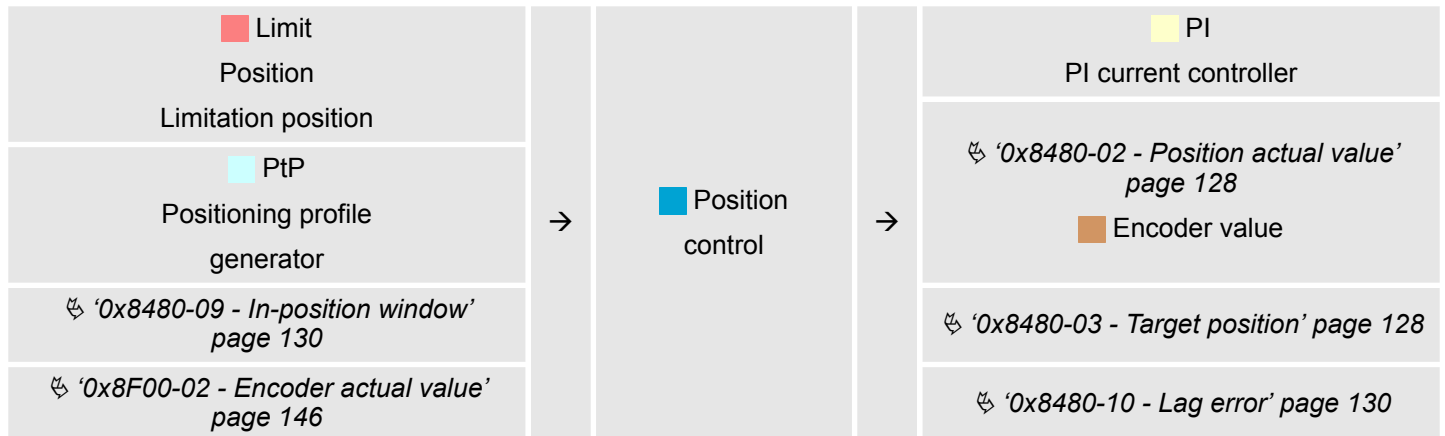 Limit
Position
Limitation position
PtP
Positioning profile
generator
↳ ‘0x8480-09 - In-position window’
page 130
↳ ‘0x8F00-02 - Encoder actual value’
page 146
→
Position
control
→
PI
PI current controller
↳ ‘0x8480-02 - Position actual value’
page 128
Encoder value
↳ ‘0x8480-03 - Target position’ page 128
↳ ‘0x8480-10 - Lag error’ page 130